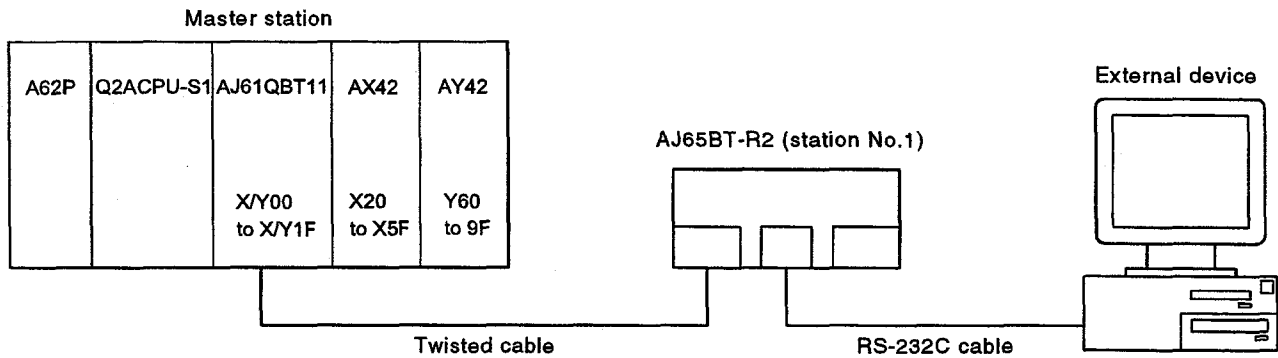 Master station
A62P Q2ACPU-S1 AJ61QBT11 AX42 AY42
X/Y00 X20 Y60
to X/Y1F to X5F to 9F
AJ65BT-R2 (station No.1)
External device
Twisted cable RS-232C cable